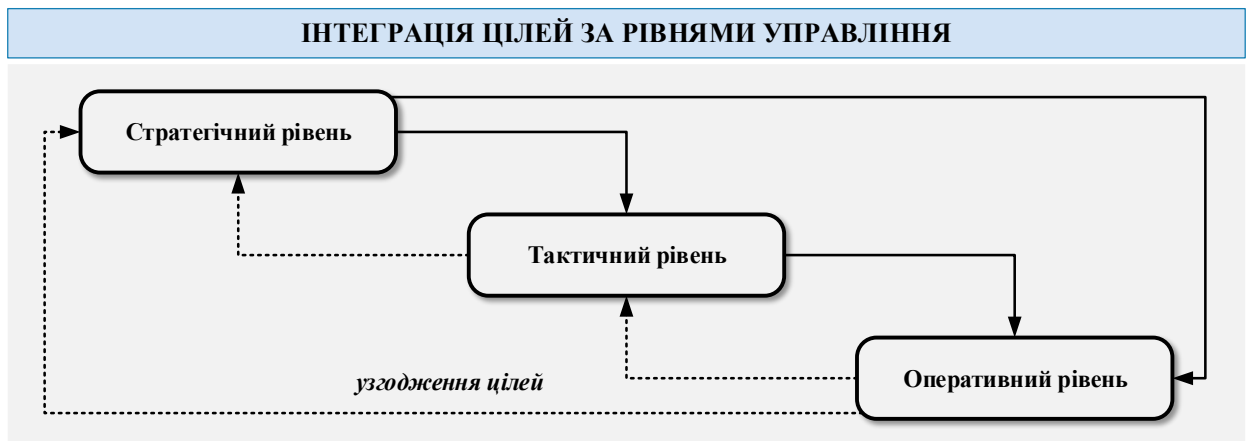 ІНТЕГРАЦІЯ ЦІЛЕЙ ЗА РІВНЯМИ УПРАВЛІННЯ
Стратегічний рівень
Тактичний рівень
Оперативний рівень
узгодження цілей